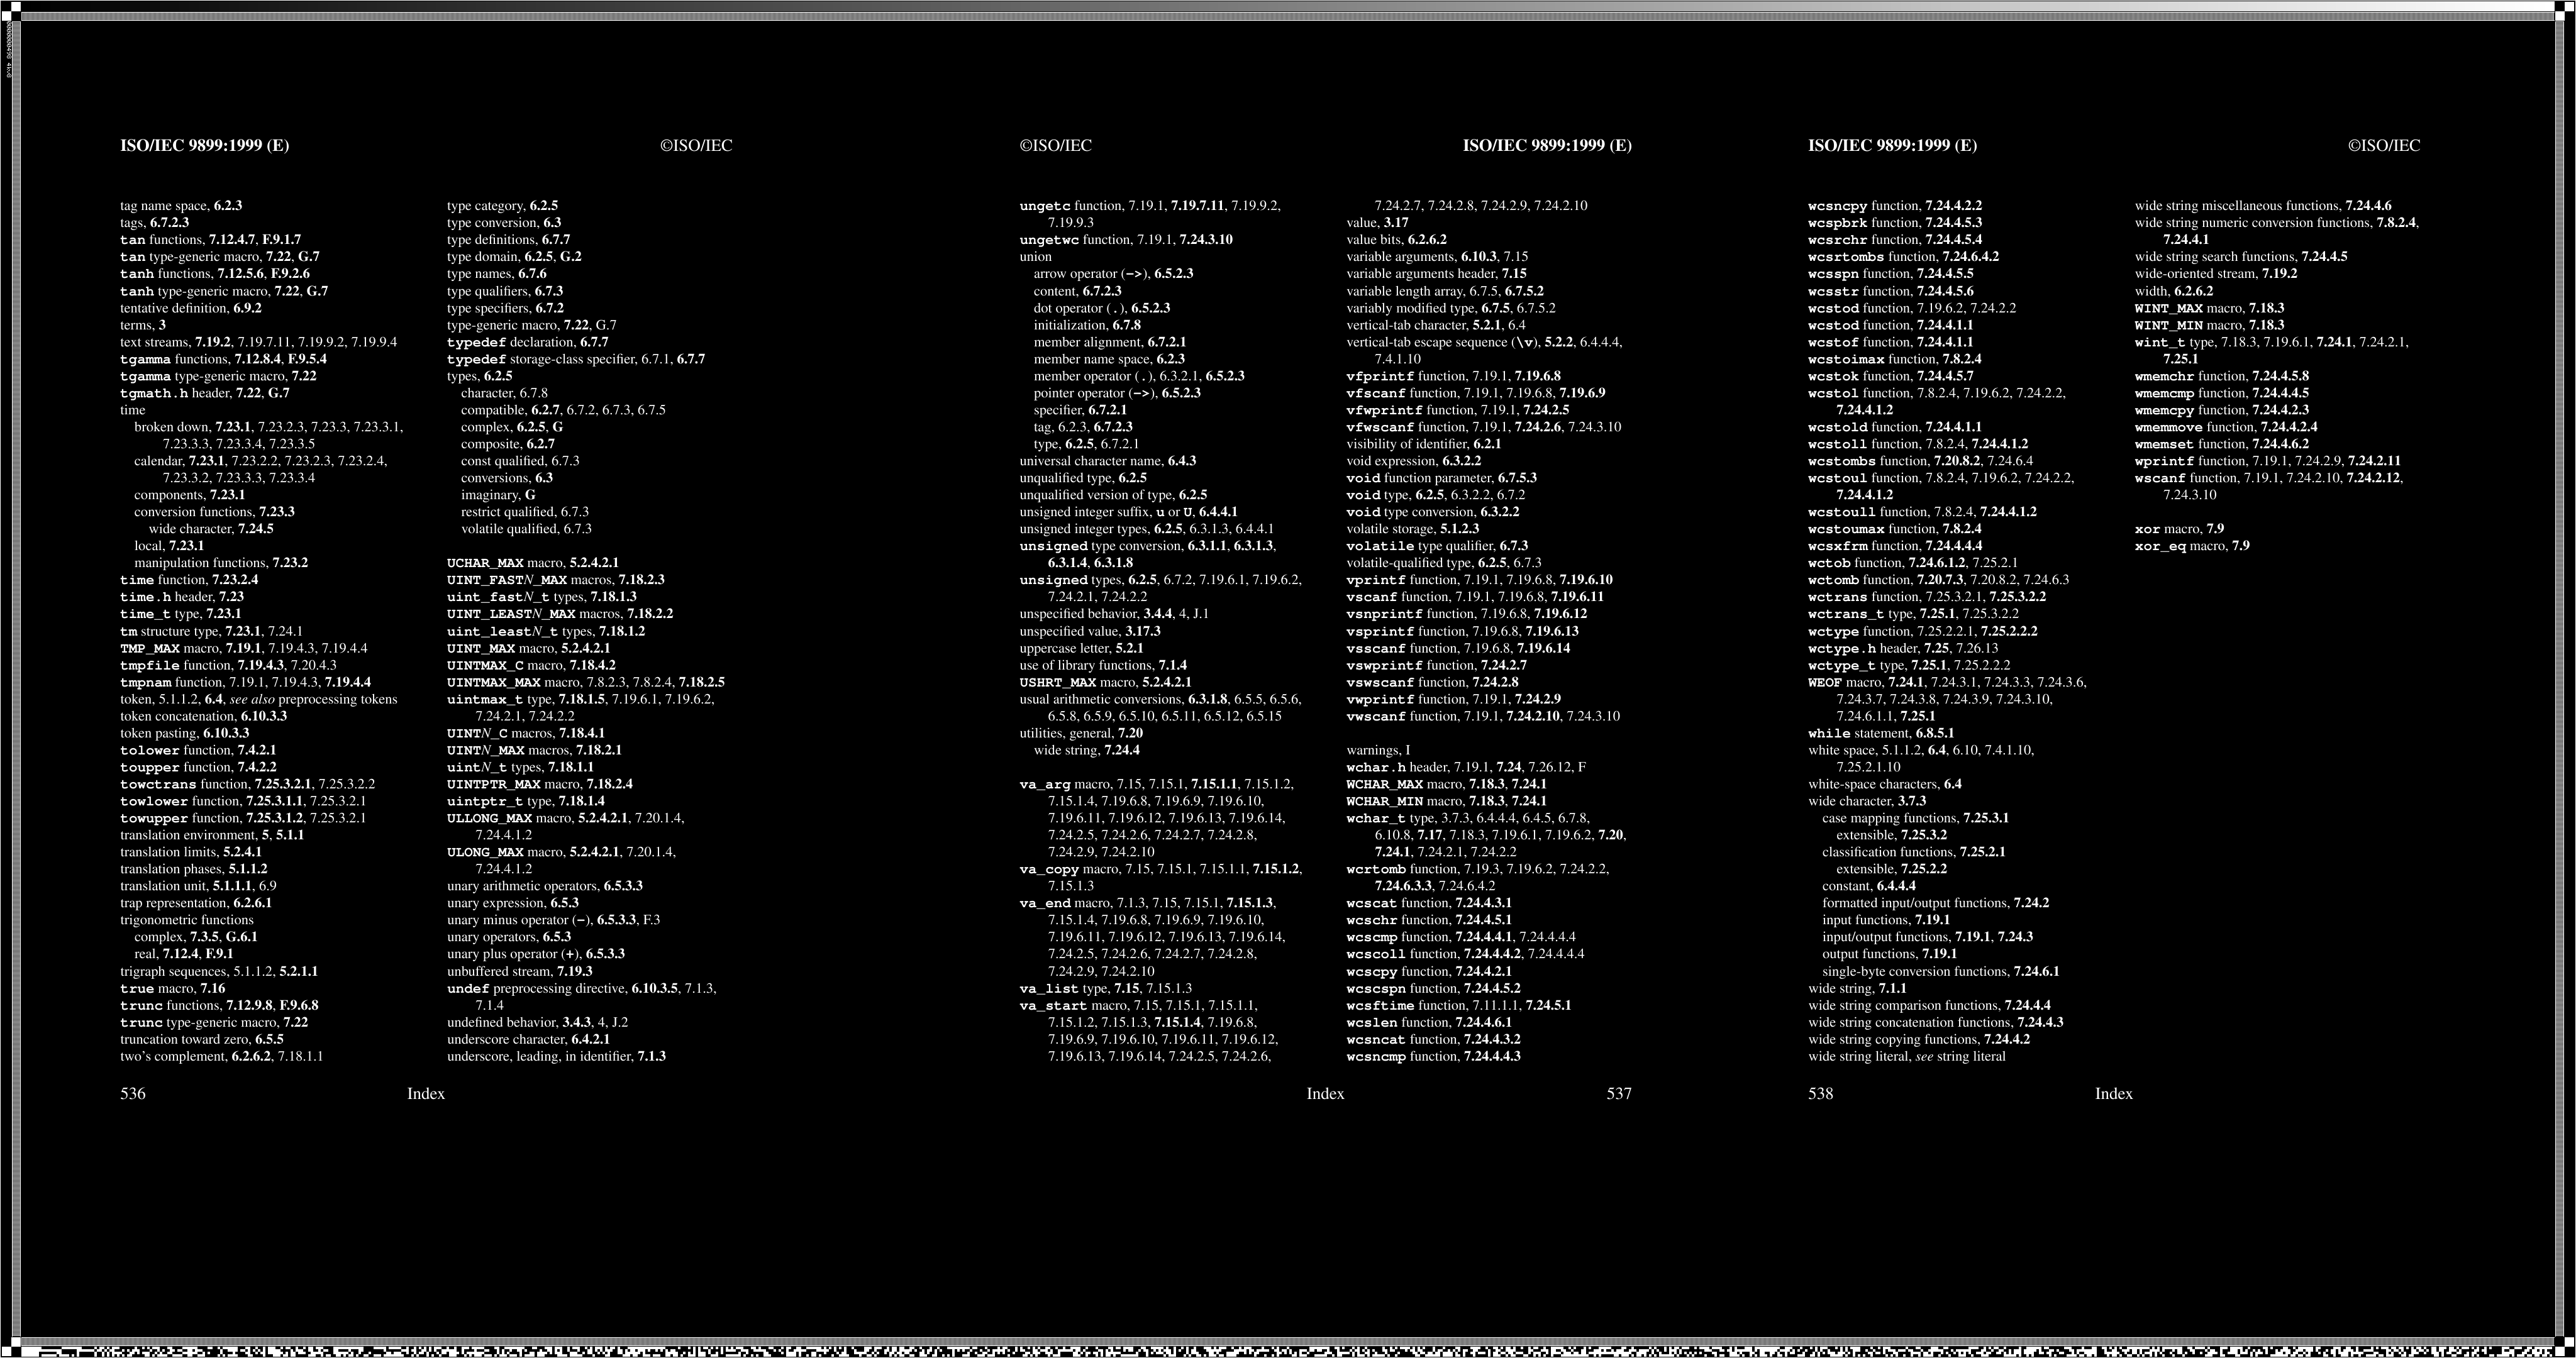 ISO/IEC 9899:1999 (E) ©ISO/IEC
tag name space, 6.2.3
tags, 6.7.2.3
tan functions, 7.12.4.7, F.9.1.7
tan type-generic macro, 7.22, G.7
tanh functions, 7.12.5.6, F.9.2.6
tanh type-generic macro, 7.22, G.7
tentative definition, 6.9.2
terms, 3
text streams, 7.19.2, 7.19.7.11, 7.19.9.2, 7.19.9.4
tgamma functions, 7.12.8.4, F.9.5.4
tgamma type-generic macro, 7.22
tgmath.h header, 7.22, G.7
time
broken down, 7.23.1, 7.23.2.3, 7.23.3, 7.23.3.1,
7.23.3.3, 7.23.3.4, 7.23.3.5
calendar, 7.23.1, 7.23.2.2, 7.23.2.3, 7.23.2.4,
7.23.3.2, 7.23.3.3, 7.23.3.4
components, 7.23.1
conversion functions, 7.23.3
wide character, 7.24.5
local, 7.23.1
manipulation functions, 7.23.2
time function, 7.23.2.4
time.h header, 7.23
time_t type, 7.23.1
tm structure type, 7.23.1, 7.24.1
TMP_MAX macro, 7.19.1, 7.19.4.3, 7.19.4.4
tmpfile function, 7.19.4.3, 7.20.4.3
tmpnam function, 7.19.1, 7.19.4.3, 7.19.4.4
token, 5.1.1.2, 6.4, see also preprocessing tokens
token concatenation, 6.10.3.3
token pasting, 6.10.3.3
tolower function, 7.4.2.1
toupper function, 7.4.2.2
towctrans function, 7.25.3.2.1, 7.25.3.2.2
towlower function, 7.25.3.1.1, 7.25.3.2.1
towupper function, 7.25.3.1.2, 7.25.3.2.1
translation environment, 5, 5.1.1
translation limits, 5.2.4.1
translation phases, 5.1.1.2
translation unit, 5.1.1.1, 6.9
trap representation, 6.2.6.1
trigonometric functions
complex, 7.3.5, G.6.1
real, 7.12.4, F.9.1
trigraph sequences, 5.1.1.2, 5.2.1.1
true macro, 7.16
trunc functions, 7.12.9.8, F.9.6.8
trunc type-generic macro, 7.22
truncation toward zero, 6.5.5
two's complement, 6.2.6.2, 7.18.1.1
type category, 6.2.5
type conversion, 6.3
type definitions, 6.7.7
type domain, 6.2.5, G.2
type names, 6.7.6
type qualifiers, 6.7.3
type specifiers, 6.7.2
type-generic macro, 7.22, G.7
typedef declaration, 6.7.7
typedef storage-class specifier, 6.7.1, 6.7.7
types, 6.2.5
character, 6.7.8
compatible, 6.2.7, 6.7.2, 6.7.3, 6.7.5
complex, 6.2.5, G
composite, 6.2.7
const qualified, 6.7.3
conversions, 6.3
imaginary, G
restrict qualified, 6.7.3
volatile qualified, 6.7.3
UCHAR_MAX macro, 5.2.4.2.1
UINT_FASTN_MAX macros, 7.18.2.3
uint_fastN_t types, 7.18.1.3
UINT_LEASTN_MAX macros, 7.18.2.2
uint_leastN_t types, 7.18.1.2
UINT_MAX macro, 5.2.4.2.1
UINTMAX_C macro, 7.18.4.2
UINTMAX_MAX macro, 7.8.2.3, 7.8.2.4, 7.18.2.5
uintmax_t type, 7.18.1.5, 7.19.6.1, 7.19.6.2,
7.24.2.1, 7.24.2.2
UINTN_C macros, 7.18.4.1
UINTN_MAX macros, 7.18.2.1
uintN_t types, 7.18.1.1
UINTPTR_MAX macro, 7.18.2.4
uintptr_t type, 7.18.1.4
ULLONG_MAX macro, 5.2.4.2.1, 7.20.1.4,
7.24.4.1.2
ULONG_MAX macro, 5.2.4.2.1, 7.20.1.4,
7.24.4.1.2
unary arithmetic operators, 6.5.3.3
unary expression, 6.5.3
unary minus operator (−), 6.5.3.3, F.3
unary operators, 6.5.3
unary plus operator (+), 6.5.3.3
unbuffered stream, 7.19.3
undef preprocessing directive, 6.10.3.5, 7.1.3,
7.1.4
undefined behavior, 3.4.3, 4, J.2
underscore character, 6.4.2.1
underscore, leading, in identifier, 7.1.3
536 Index
©ISO/IEC ISO/IEC 9899:1999 (E)
ungetc function, 7.19.1, 7.19.7.11, 7.19.9.2,
7.19.9.3
ungetwc function, 7.19.1, 7.24.3.10
union
arrow operator (−>), 6.5.2.3
content, 6.7.2.3
dot operator (.), 6.5.2.3
initialization, 6.7.8
member alignment, 6.7.2.1
member name space, 6.2.3
member operator (.), 6.3.2.1, 6.5.2.3
pointer operator (−>), 6.5.2.3
specifier, 6.7.2.1
tag, 6.2.3, 6.7.2.3
type, 6.2.5, 6.7.2.1
universal character name, 6.4.3
unqualified type, 6.2.5
unqualified version of type, 6.2.5
unsigned integer suffix, u or U, 6.4.4.1
unsigned integer types, 6.2.5, 6.3.1.3, 6.4.4.1
unsigned type conversion, 6.3.1.1, 6.3.1.3,
6.3.1.4, 6.3.1.8
unsigned types, 6.2.5, 6.7.2, 7.19.6.1, 7.19.6.2,
7.24.2.1, 7.24.2.2
unspecified behavior, 3.4.4, 4, J.1
unspecified value, 3.17.3
uppercase letter, 5.2.1
use of library functions, 7.1.4
USHRT_MAX macro, 5.2.4.2.1
usual arithmetic conversions, 6.3.1.8, 6.5.5, 6.5.6,
6.5.8, 6.5.9, 6.5.10, 6.5.11, 6.5.12, 6.5.15
utilities, general, 7.20
wide string, 7.24.4
va_arg macro, 7.15, 7.15.1, 7.15.1.1, 7.15.1.2,
7.15.1.4, 7.19.6.8, 7.19.6.9, 7.19.6.10,
7.19.6.11, 7.19.6.12, 7.19.6.13, 7.19.6.14,
7.24.2.5, 7.24.2.6, 7.24.2.7, 7.24.2.8,
7.24.2.9, 7.24.2.10
va_copy macro, 7.15, 7.15.1, 7.15.1.1, 7.15.1.2,
7.15.1.3
va_end macro, 7.1.3, 7.15, 7.15.1, 7.15.1.3,
7.15.1.4, 7.19.6.8, 7.19.6.9, 7.19.6.10,
7.19.6.11, 7.19.6.12, 7.19.6.13, 7.19.6.14,
7.24.2.5, 7.24.2.6, 7.24.2.7, 7.24.2.8,
7.24.2.9, 7.24.2.10
va_list type, 7.15, 7.15.1.3
va_start macro, 7.15, 7.15.1, 7.15.1.1,
7.15.1.2, 7.15.1.3, 7.15.1.4, 7.19.6.8,
7.19.6.9, 7.19.6.10, 7.19.6.11, 7.19.6.12,
7.19.6.13, 7.19.6.14, 7.24.2.5, 7.24.2.6,
7.24.2.7, 7.24.2.8, 7.24.2.9, 7.24.2.10
value, 3.17
value bits, 6.2.6.2
variable arguments, 6.10.3, 7.15
variable arguments header, 7.15
variable length array, 6.7.5, 6.7.5.2
variably modified type, 6.7.5, 6.7.5.2
vertical-tab character, 5.2.1, 6.4
vertical-tab escape sequence (\v), 5.2.2, 6.4.4.4,
7.4.1.10
vfprintf function, 7.19.1, 7.19.6.8
vfscanf function, 7.19.1, 7.19.6.8, 7.19.6.9
vfwprintf function, 7.19.1, 7.24.2.5
vfwscanf function, 7.19.1, 7.24.2.6, 7.24.3.10
visibility of identifier, 6.2.1
void expression, 6.3.2.2
void function parameter, 6.7.5.3
void type, 6.2.5, 6.3.2.2, 6.7.2
void type conversion, 6.3.2.2
volatile storage, 5.1.2.3
volatile type qualifier, 6.7.3
volatile-qualified type, 6.2.5, 6.7.3
vprintf function, 7.19.1, 7.19.6.8, 7.19.6.10
vscanf function, 7.19.1, 7.19.6.8, 7.19.6.11
vsnprintf function, 7.19.6.8, 7.19.6.12
vsprintf function, 7.19.6.8, 7.19.6.13
vsscanf function, 7.19.6.8, 7.19.6.14
vswprintf function, 7.24.2.7
vswscanf function, 7.24.2.8
vwprintf function, 7.19.1, 7.24.2.9
vwscanf function, 7.19.1, 7.24.2.10, 7.24.3.10
warnings, I
wchar.h header, 7.19.1, 7.24, 7.26.12, F
WCHAR_MAX macro, 7.18.3, 7.24.1
WCHAR_MIN macro, 7.18.3, 7.24.1
wchar_t type, 3.7.3, 6.4.4.4, 6.4.5, 6.7.8,
6.10.8, 7.17, 7.18.3, 7.19.6.1, 7.19.6.2, 7.20,
7.24.1, 7.24.2.1, 7.24.2.2
wcrtomb function, 7.19.3, 7.19.6.2, 7.24.2.2,
7.24.6.3.3, 7.24.6.4.2
wcscat function, 7.24.4.3.1
wcschr function, 7.24.4.5.1
wcscmp function, 7.24.4.4.1, 7.24.4.4.4
wcscoll function, 7.24.4.4.2, 7.24.4.4.4
wcscpy function, 7.24.4.2.1
wcscspn function, 7.24.4.5.2
wcsftime function, 7.11.1.1, 7.24.5.1
wcslen function, 7.24.4.6.1
wcsncat function, 7.24.4.3.2
wcsncmp function, 7.24.4.4.3
Index 537
ISO/IEC 9899:1999 (E) ©ISO/IEC
wcsncpy function, 7.24.4.2.2
wcspbrk function, 7.24.4.5.3
wcsrchr function, 7.24.4.5.4
wcsrtombs function, 7.24.6.4.2
wcsspn function, 7.24.4.5.5
wcsstr function, 7.24.4.5.6
wcstod function, 7.19.6.2, 7.24.2.2
wcstod function, 7.24.4.1.1
wcstof function, 7.24.4.1.1
wcstoimax function, 7.8.2.4
wcstok function, 7.24.4.5.7
wcstol function, 7.8.2.4, 7.19.6.2, 7.24.2.2,
7.24.4.1.2
wcstold function, 7.24.4.1.1
wcstoll function, 7.8.2.4, 7.24.4.1.2
wcstombs function, 7.20.8.2, 7.24.6.4
wcstoul function, 7.8.2.4, 7.19.6.2, 7.24.2.2,
7.24.4.1.2
wcstoull function, 7.8.2.4, 7.24.4.1.2
wcstoumax function, 7.8.2.4
wcsxfrm function, 7.24.4.4.4
wctob function, 7.24.6.1.2, 7.25.2.1
wctomb function, 7.20.7.3, 7.20.8.2, 7.24.6.3
wctrans function, 7.25.3.2.1, 7.25.3.2.2
wctrans_t type, 7.25.1, 7.25.3.2.2
wctype function, 7.25.2.2.1, 7.25.2.2.2
wctype.h header, 7.25, 7.26.13
wctype_t type, 7.25.1, 7.25.2.2.2
WEOF macro, 7.24.1, 7.24.3.1, 7.24.3.3, 7.24.3.6,
7.24.3.7, 7.24.3.8, 7.24.3.9, 7.24.3.10,
7.24.6.1.1, 7.25.1
while statement, 6.8.5.1
white space, 5.1.1.2, 6.4, 6.10, 7.4.1.10,
7.25.2.1.10
white-space characters, 6.4
wide character, 3.7.3
case mapping functions, 7.25.3.1
extensible, 7.25.3.2
classification functions, 7.25.2.1
extensible, 7.25.2.2
constant, 6.4.4.4
formatted input/output functions, 7.24.2
input functions, 7.19.1
input/output functions, 7.19.1, 7.24.3
output functions, 7.19.1
single-byte conversion functions, 7.24.6.1
wide string, 7.1.1
wide string comparison functions, 7.24.4.4
wide string concatenation functions, 7.24.4.3
wide string copying functions, 7.24.4.2
wide string literal, see string literal
wide string miscellaneous functions, 7.24.4.6
wide string numeric conversion functions, 7.8.2.4,
7.24.4.1
wide string search functions, 7.24.4.5
wide-oriented stream, 7.19.2
width, 6.2.6.2
WINT_MAX macro, 7.18.3
WINT_MIN macro, 7.18.3
wint_t type, 7.18.3, 7.19.6.1, 7.24.1, 7.24.2.1,
7.25.1
wmemchr function, 7.24.4.5.8
wmemcmp function, 7.24.4.4.5
wmemcpy function, 7.24.4.2.3
wmemmove function, 7.24.4.2.4
wmemset function, 7.24.4.6.2
wprintf function, 7.19.1, 7.24.2.9, 7.24.2.11
wscanf function, 7.19.1, 7.24.2.10, 7.24.2.12,
7.24.3.10
xor macro, 7.9
xor_eq macro, 7.9
538 Index